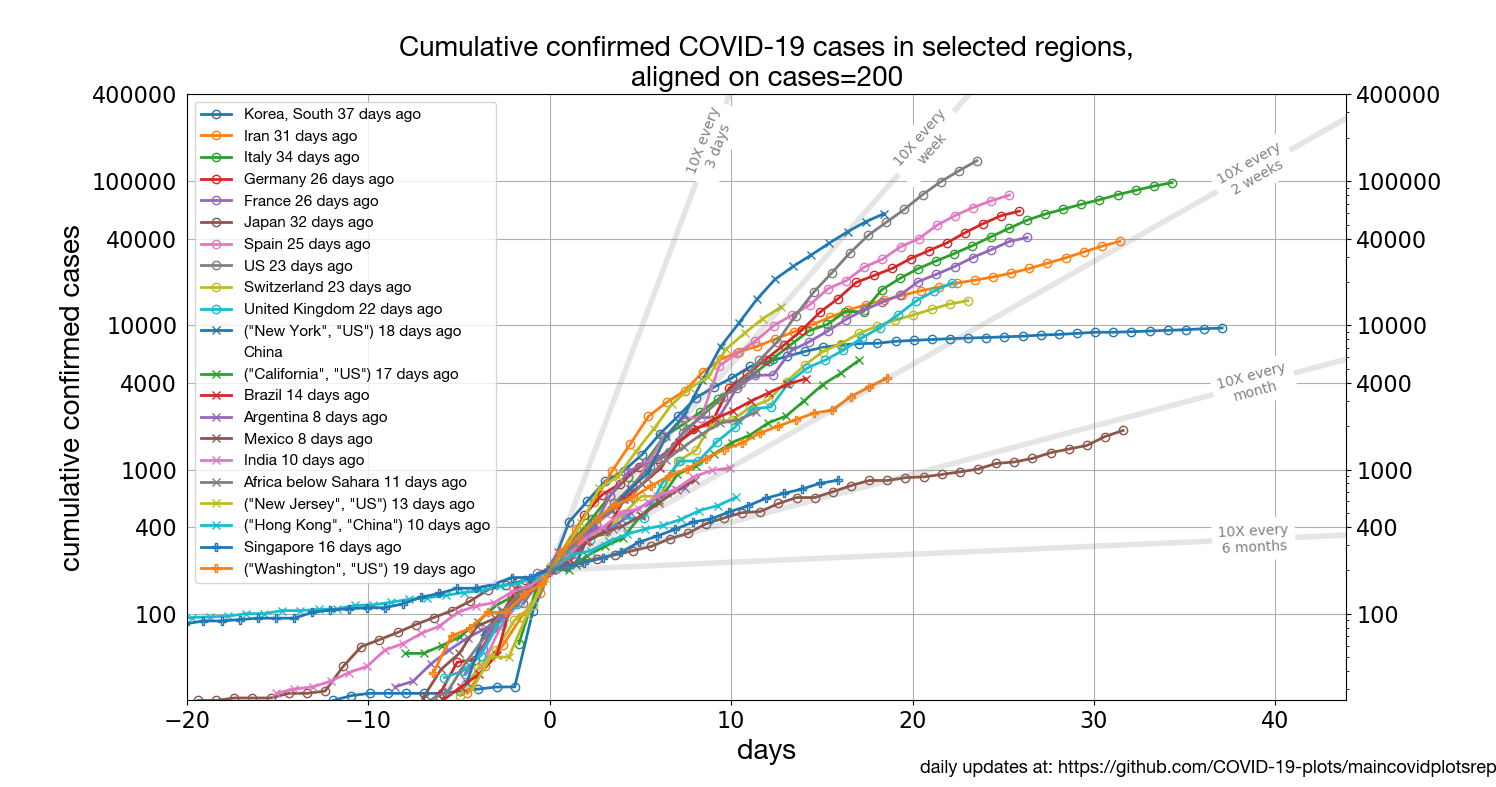 Cumulative confirmed COVID-19 cases in selected regions,
aligned on cases=200
400000
100000
40000
10000
4000
1000
400
100
cumulative confirmed cases
Korea, South 37 days ago
Iran 31 days ago
Italy 34 days ago
Germany 26 days ago
France 26 days ago
Japan 32 days ago
Spain 25 days ago
US 23 days ago
Switzerland 23 days ago
United Kingdom 22 days ago
("New York", "US") 18 days ago
China
("California", "US") 17 days ago
Brazil 14 days ago
Argentina 8 days ago
Mexico 8 days ago
India 10 days ago
Africa below Sahara 11 days ago
("New Jersey", "US") 13 days ago
("Hong Kong", "China") 10 days ago
Singapore 16 days ago
("Washington", "US") 19 days ago
10X every
3 days
10X every
week
10X every
2 weeks
10X every
month
10X every
6 months
400000
100000
40000
10000
4000
1000
400
100
−20
−10
0
10
20
30
40
days
daily updates at: https://github.com/COVID-19-plots/maincovidplotsrep